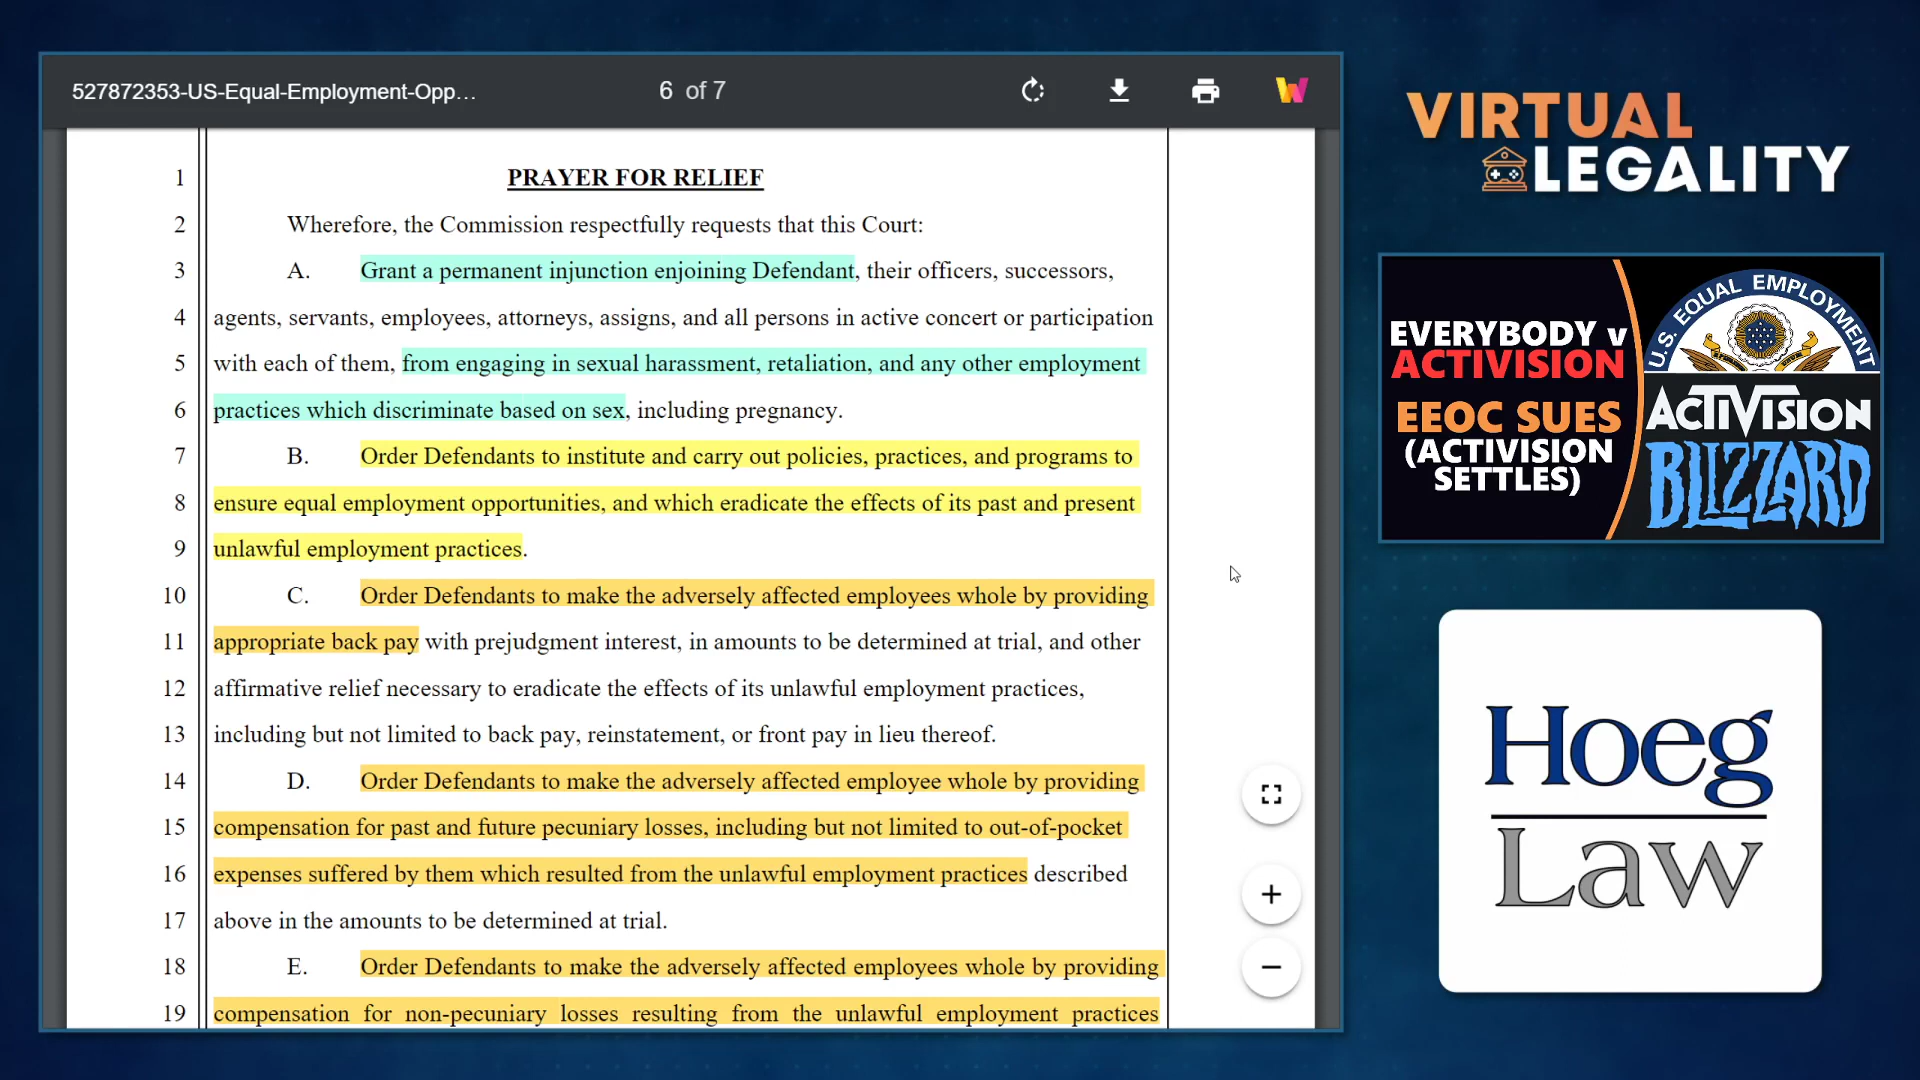 527872353-US-Equal-Employment-Opp...
6 of 7
1 PRAYER FOR RELIEF
2 Wherefore, the Commission respectfully requests that this Court:
3 A. Grant a permanent injunction enjoining Defendant, their officers, successors,
4 agents, servants, employees, attorneys, assigns, and all persons in active concert or participation
5 with each of them, from engaging in sexual harassment, retaliation, and any other employment
6 practices which discriminate based on sex, including pregnancy.
7 B. Order Defendants to institute and carry out policies, practices, and programs to
8 ensure equal employment opportunities, and which eradicate the effects of its past and present
9 unlawful employment practices.
10 C. Order Defendants to make the adversely affected employees whole by providing
11 appropriate back pay with prejudgment interest, in amounts to be determined at trial, and other
12 affirmative relief necessary to eradicate the effects of its unlawful employment practices,
13 including but not limited to back pay, reinstatement, or front pay in lieu thereof.
14 D. Order Defendants to make the adversely affected employee whole by providing
15 compensation for past and future pecuniary losses, including but not limited to out-of-pocket
16 expenses suffered by them which resulted from the unlawful employment practices described
17 above in the amounts to be determined at trial.
18 E. Order Defendants to make the adversely affected employees whole by providing
19 compensation for non-pecuniary losses resulting from the unlawful employment practices
VIRTUAL
LEGALITY
EVERYBODY v
ACTIVISION
EEOC SUES
(ACTIVISION
SETTLES)
U.S. EQUAL EMPLOYMENT
ACTIVISION
BLIZZARD
Hoeg
Law